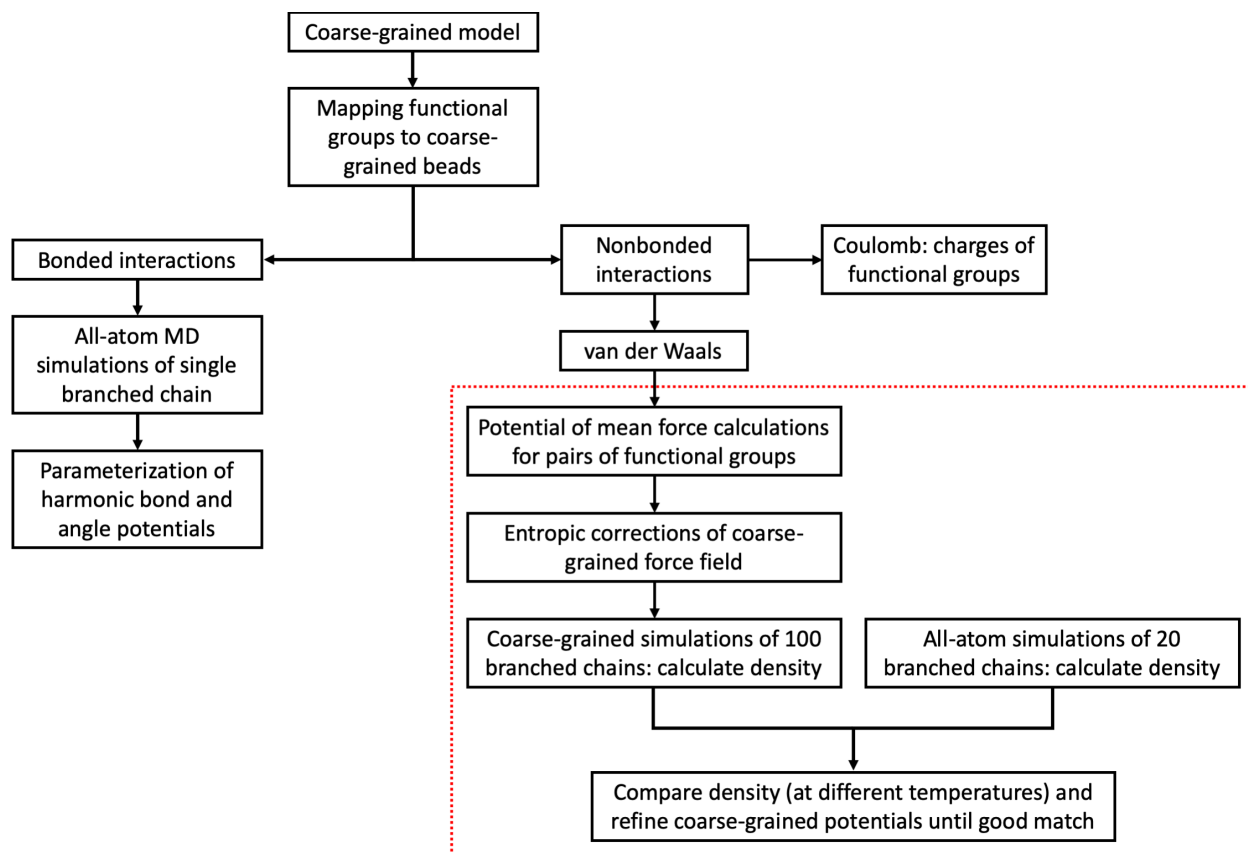 Coarse-grained model
Mapping functional
groups to coarse-
grained beads
Bonded interactions
Nonbonded
interactions
Coulomb: charges of
functional groups
All-atom MD
simulations of single
branched chain
van der Waals
Parameterization of
harmonic bond and
angle potentials
Potential of mean force calculations
for pairs of functional groups
Entropic corrections of coarse-
grained force field
Coarse-grained simulations of 100
branched chains: calculate density
All-atom simulations of 20
branched chains: calculate density
Compare density (at different temperatures) and
refine coarse-grained potentials until good match